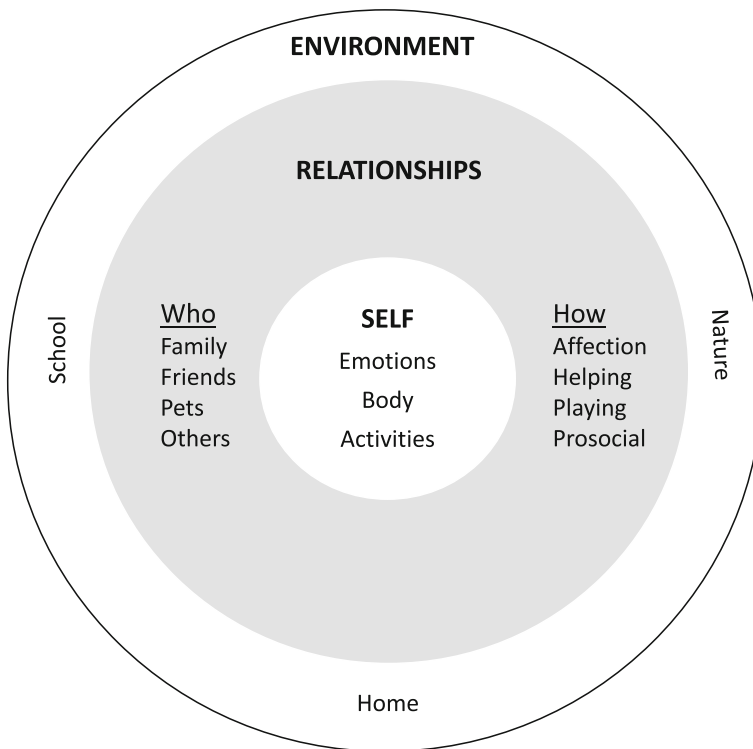 ENVIRONMENT
RELATIONSHIPS
School
Who
Family
Friends
Pets
Others
SELF
Emotions
Body
Activities
How
Affection
Helping
Playing
Prosocial
Nature
Home